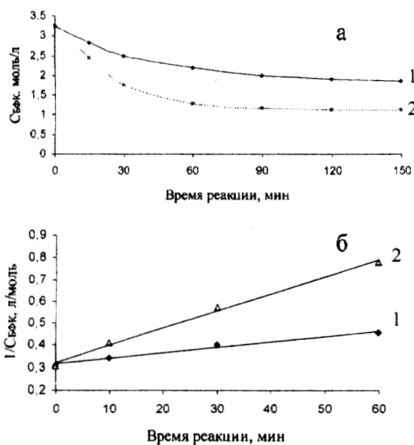 а
Сбфк, моль/л
3,5
3
2,5
2
1,5
1
0,5
0
1
2
0 30 60 90 120 150
Время реакции, мин
б
1/Сбфк, л/моль
0,9
0,8
0,7
0,6
0,5
0,4
0,3
0,2
2
1
0 10 20 30 40 50 60
Время реакции, мин